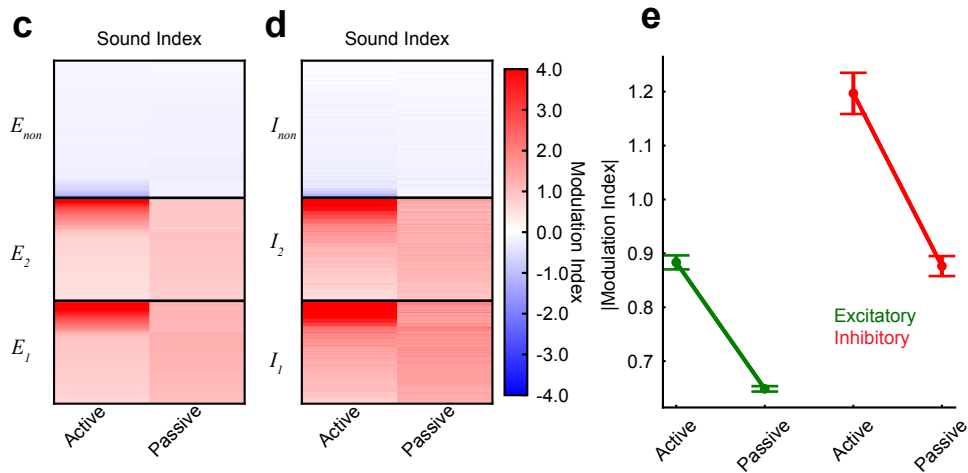 c
Sound Index
E_non
E_2
E_1
Active
Passive
d
Sound Index
I_non
I_2
I_1
Active
Passive
4.0
3.0
2.0
1.0
0.0
-1.0
-2.0
-3.0
-4.0
Modulation Index
e
|Modulation Index|
1.2
1.1
1.0
0.9
0.8
0.7
Excitatory
Inhibitory
Active
Passive
Active
Passive